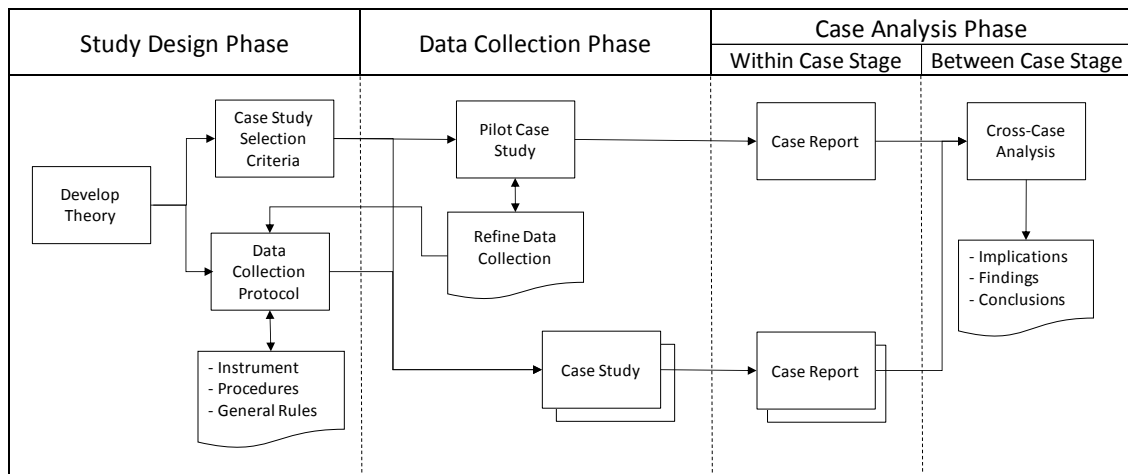 Study Design Phase
Data Collection Phase
Case Analysis Phase
Within Case Stage
Between Case Stage
Case Study
Selection
Criteria
Pilot Case
Study
Case Report
Cross-Case
Analysis
Develop
Theory
Data
Collection
Protocol
Refine Data
Collection
- Implications
- Findings
- Conclusions
- Instrument
- Procedures
- General Rules
Case Study
Case Report